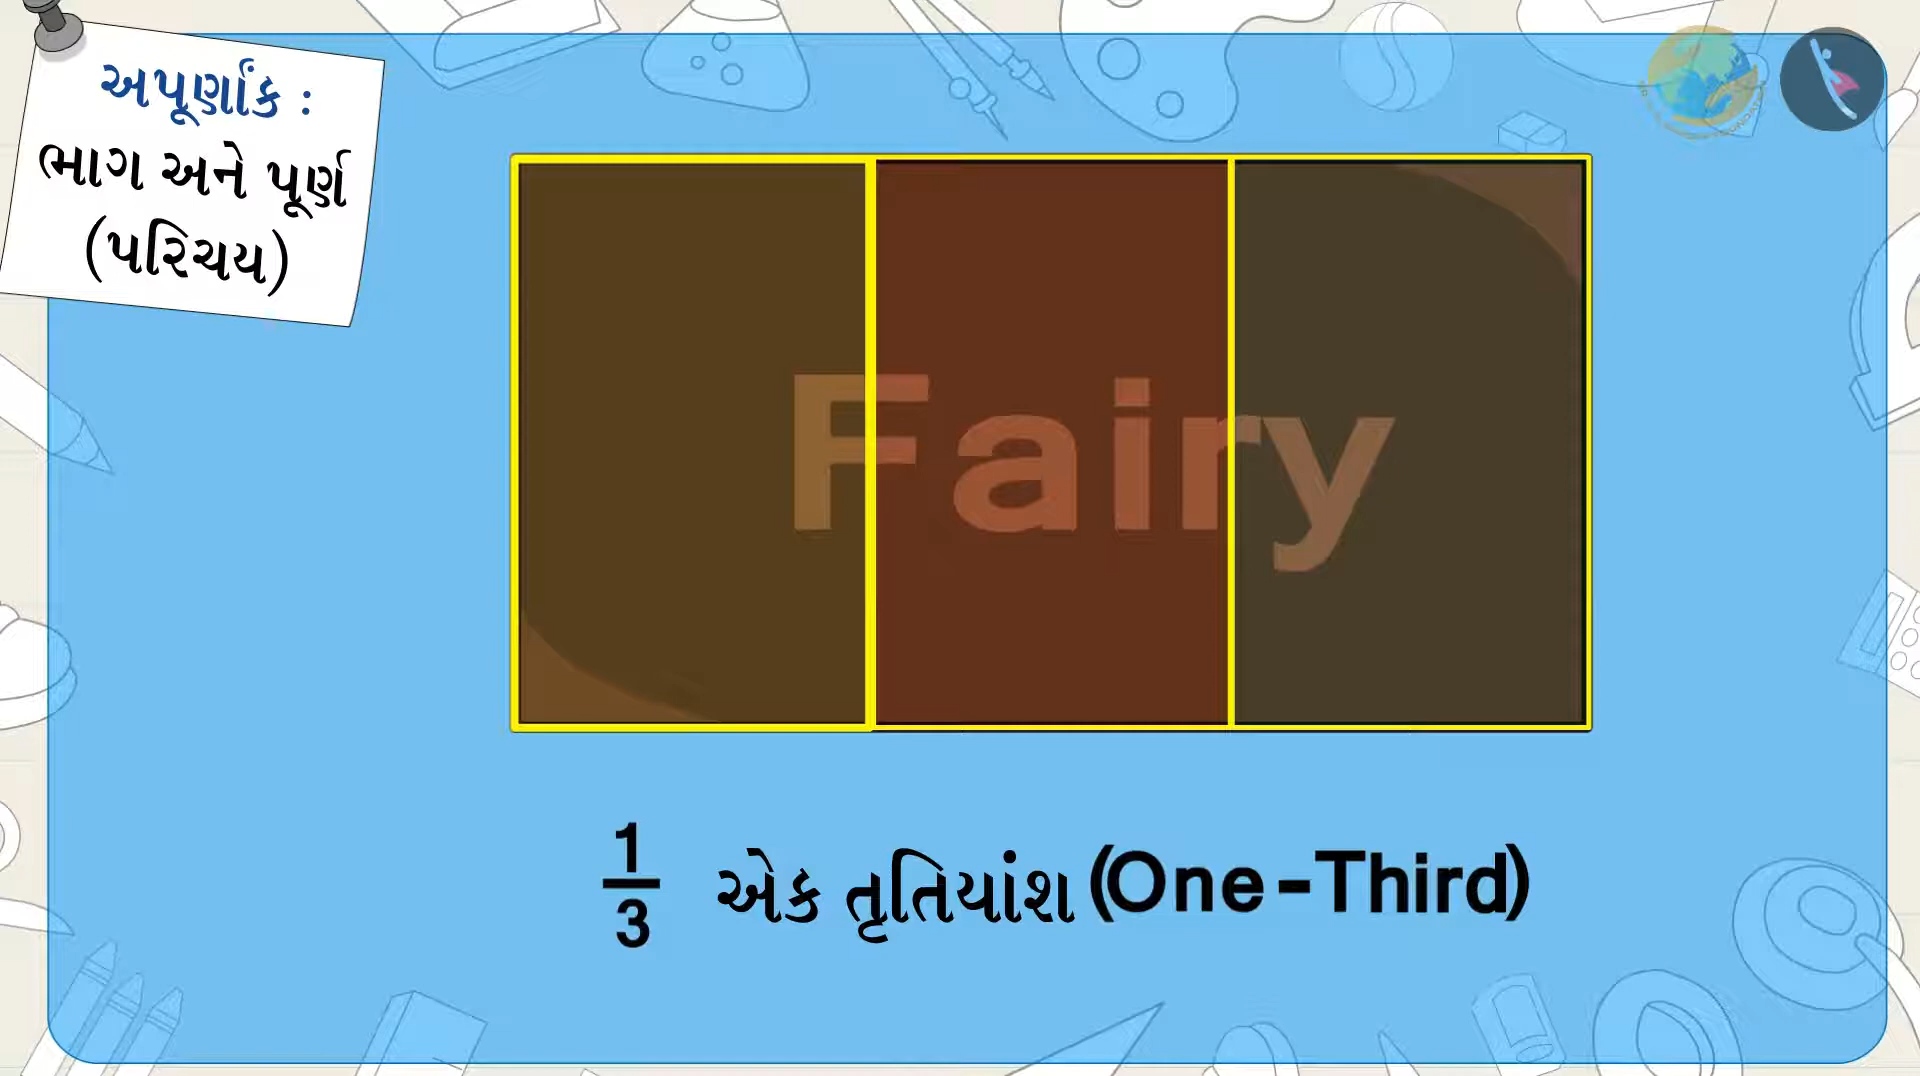 અપૂર્ણાંક :
ભાગ અને પૂર્ણ
(પરિચય)
Fairy
1/3 એક તૃતિયાંશ (One-Third)